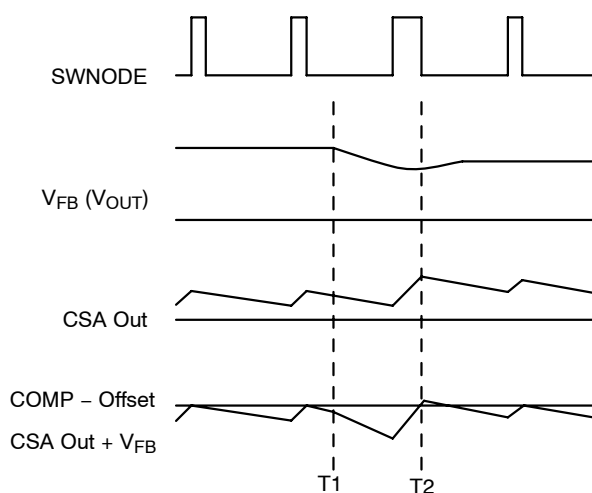 SWNODE
V_FB (V_OUT)
CSA Out
COMP – Offset
CSA Out + V_FB
T1 T2